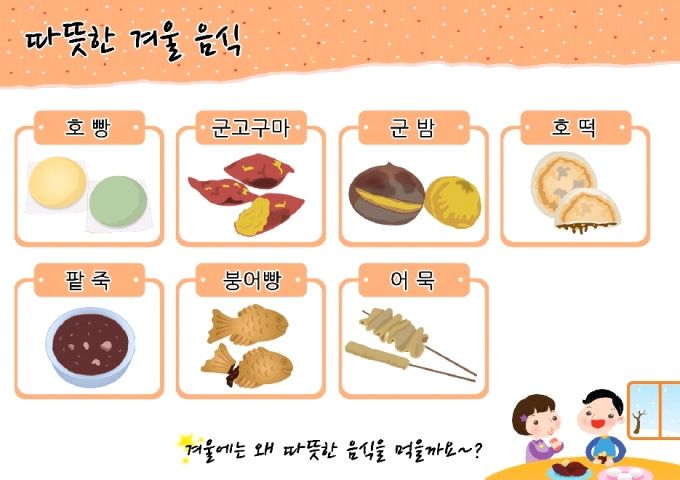 따뜻한 겨울 음식
호 빵
군고구마
군 밤
호 떡
팥 죽
붕어빵
어 묵
겨울에는 왜 따뜻한 음식을 먹을까요~?